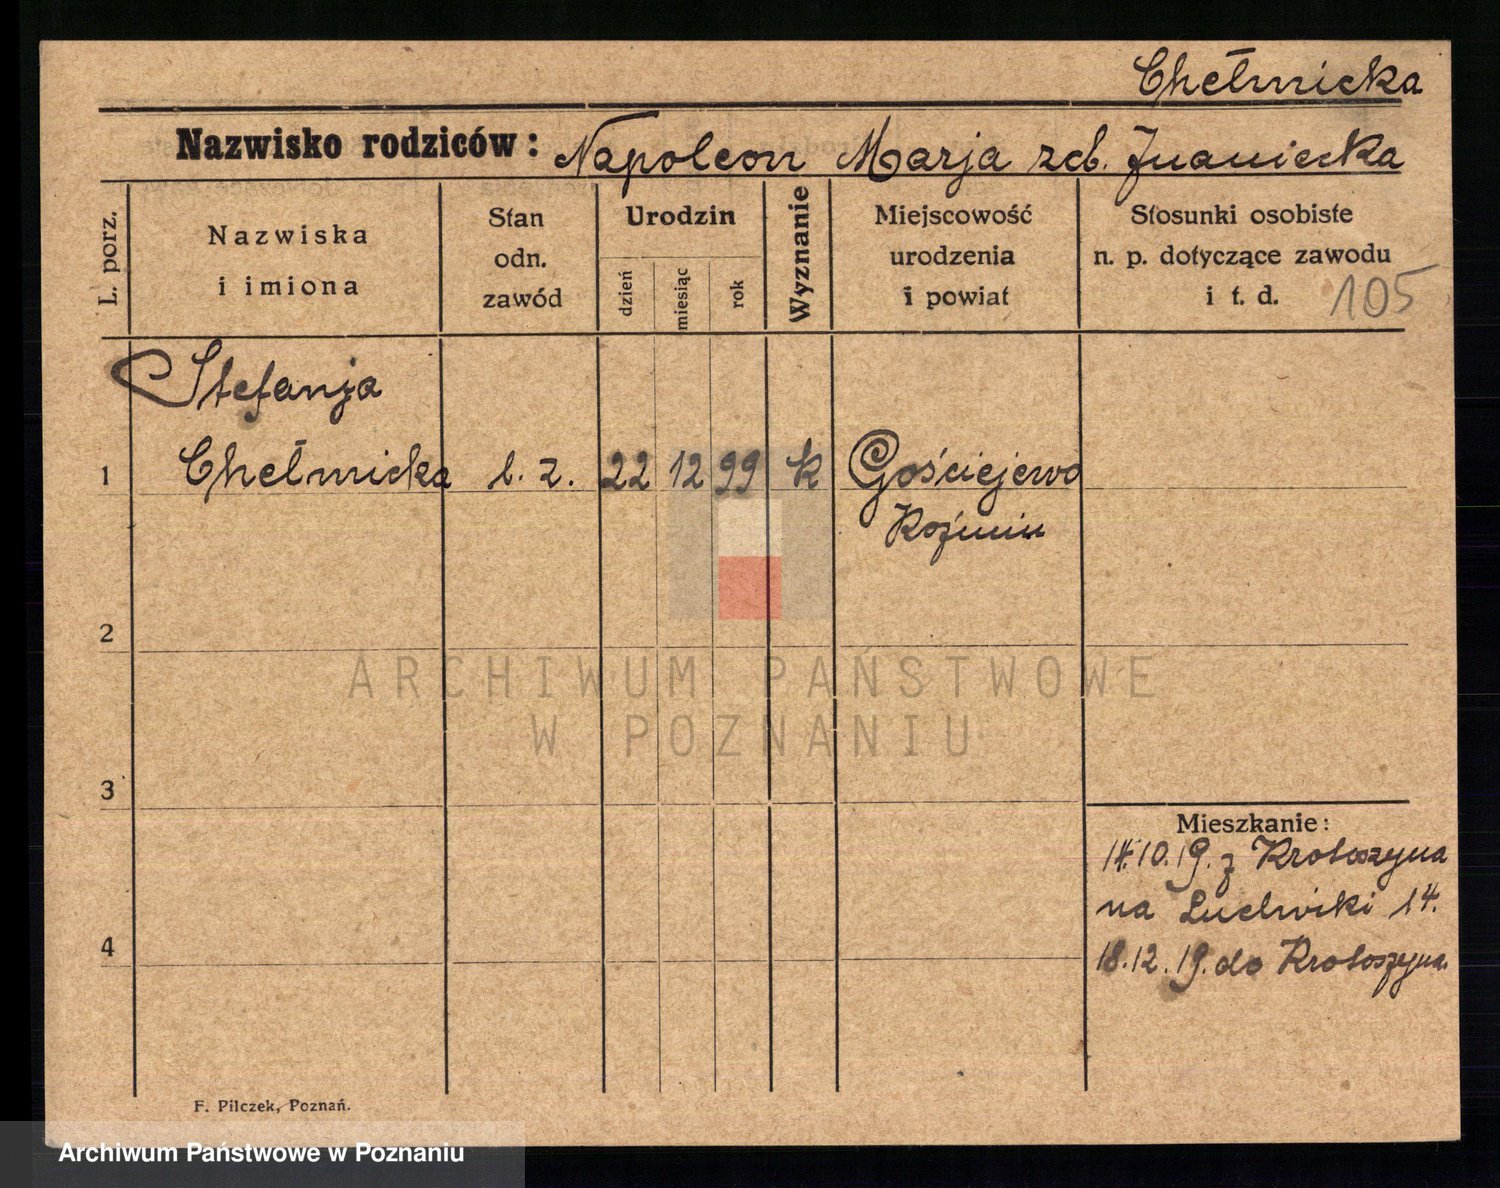 Chełmicka
Nazwisko rodziców: Napoleon Marja
L. porz.
Nazwiska
i imiona
Stan
odn.
zawód
Urodzin
dzień
miesiąc
rok
Wyznanie
Miejscowość
urodzenia
i powiat
Stosunki osobiste
n. p. dotyczące zawodu
i t. d. 105
Stefanja
1 Chełmicka l. z. 22 12 99 k Gościejewo
Koźmin
2
ARCHIWUM PAŃSTWOWE
W POZNANIU
3
Mieszkanie:
14.10.19. z Krotoszyna
na Ludwiki 14.
4
18.12.19. do Krotoszyna.
F. Pilczek, Poznań.
Archiwum Państwowe w Poznaniu